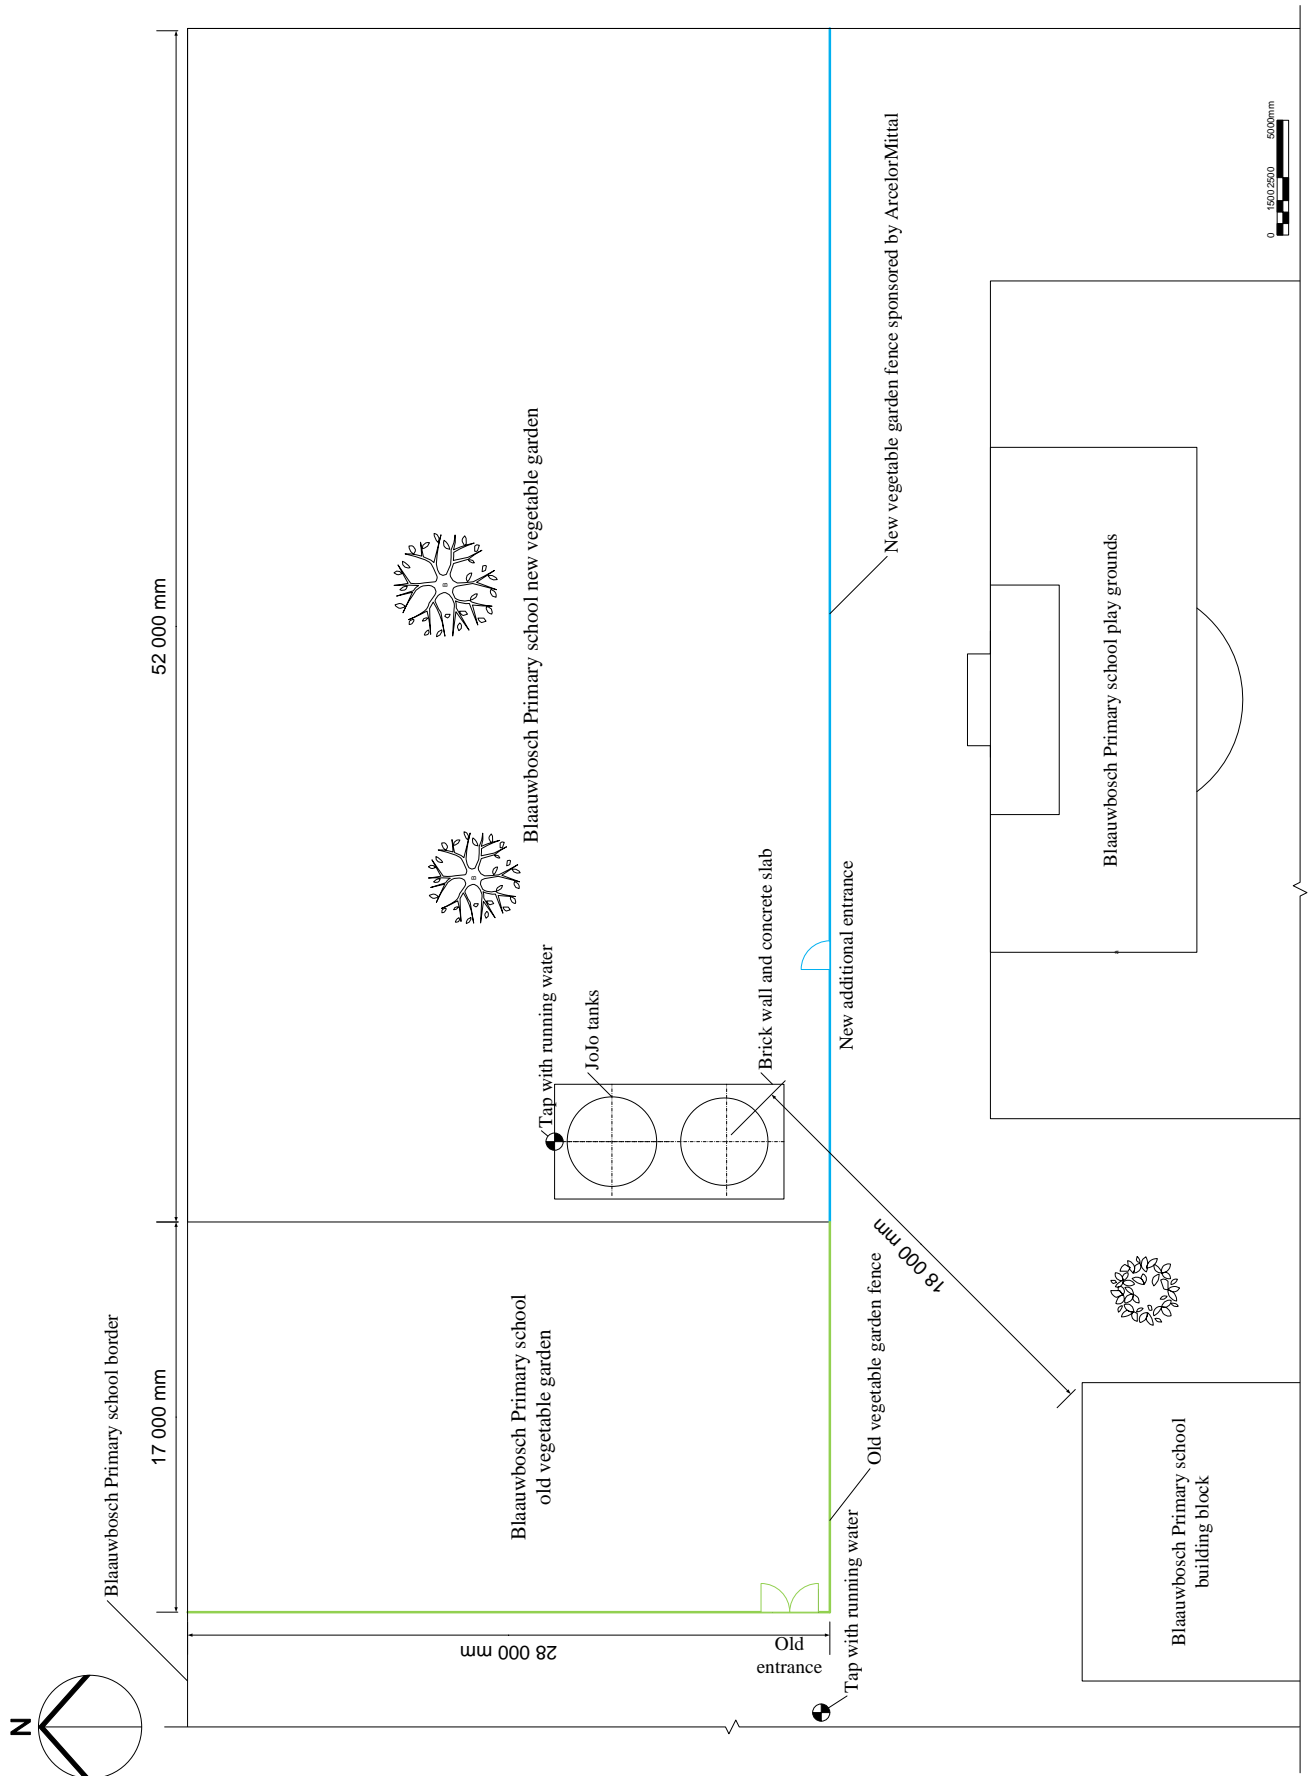 N
Blaauwbosch Primary school border
17 000 mm
52 000 mm
28 000 mm
Blaauwbosch Primary school
old vegetable garden
Blaauwbosch Primary school new vegetable garden
Tap with running water
JoJo tanks
Brick wall and concrete slab
Old
entrance
Tap with running water
Old vegetable garden fence
New additional entrance
New vegetable garden fence sponsored by ArcelorMittal
18 000 mm
Blaauwbosch Primary school
building block
Blaauwbosch Primary school play grounds
0 1500 2500 5000mm